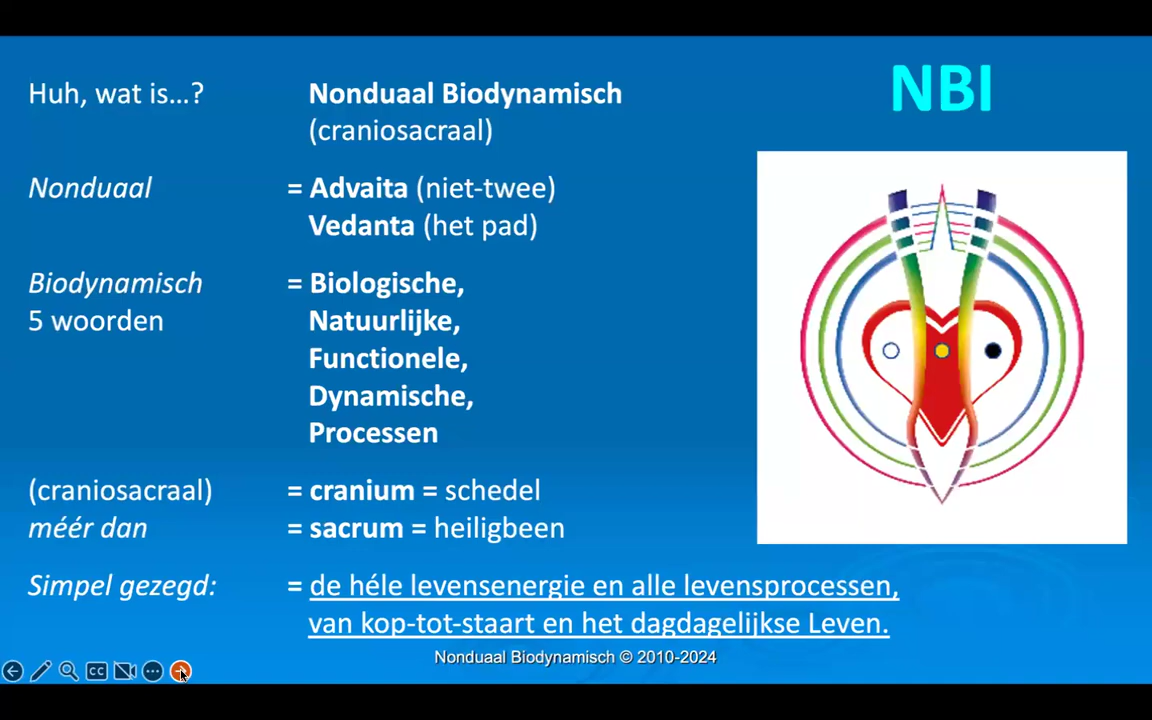 Huh, wat is...? Nonduaal Biodynamisch
(craniosacraal)
NBI
Nonduaal = Advaita (niet-twee)
Vedanta (het pad)
Biodynamisch = Biologische,
5 woorden Natuurlijke,
Functionele,
Dynamische,
Processen
(craniosacraal) = cranium = schedel
méér dan = sacrum = heiligbeen
Simpel gezegd: = de héle levensenergie en alle levensprocessen,
van kop-tot-staart en het dagdagelijkse Leven.
Nonduaal Biodynamisch © 2010-2024
CC